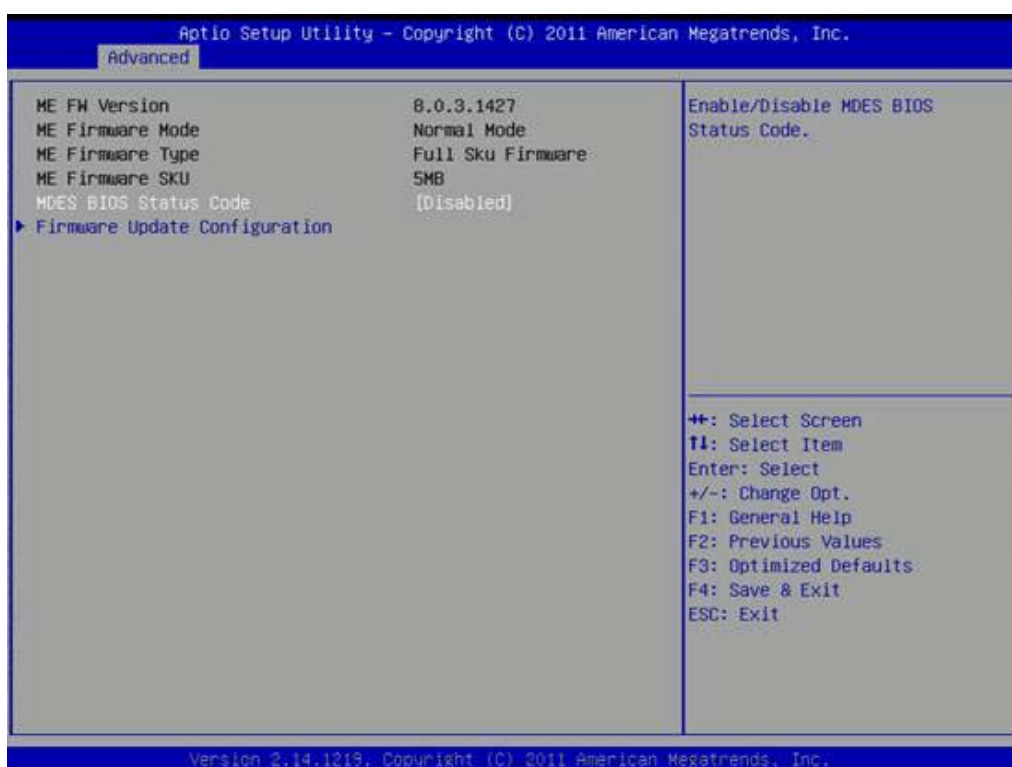 Aptio Setup Utility – Copyright (C) 2011 American Megatrends, Inc.
Advanced
ME FW Version 8.0.3.1427
ME Firmware Mode Normal Mode
ME Firmware Type Full Sku Firmware
ME Firmware SKU 5MB
MDES BIOS Status Code [Disabled]
Firmware Update Configuration
Enable/Disable MDES BIOS
Status Code.
↔: Select Screen
↑↓: Select Item
Enter: Select
+/-: Change Opt.
F1: General Help
F2: Previous Values
F3: Optimized Defaults
F4: Save & Exit
ESC: Exit
Version 2.14.1219. Copyright (C) 2011 American Megatrends, Inc.